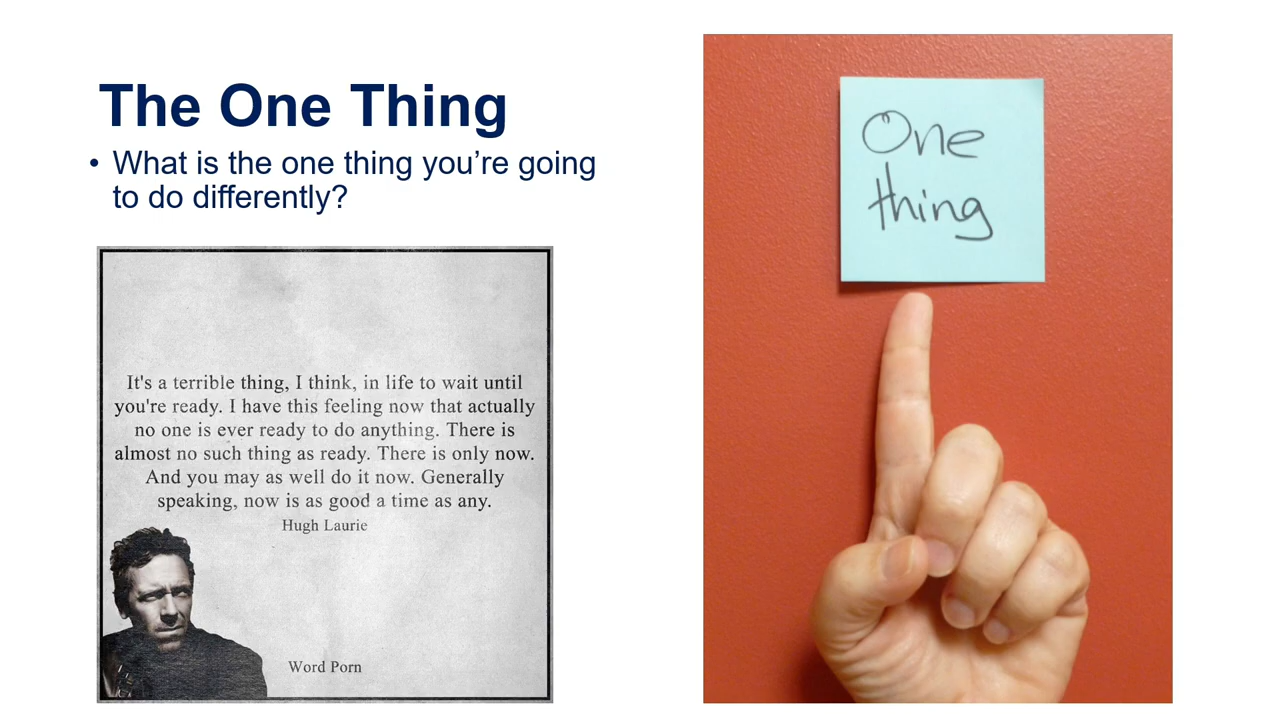 The One Thing
• What is the one thing you’re going
to do differently?
It's a terrible thing, I think, in life to wait until
you're ready. I have this feeling now that actually
no one is ever ready to do anything. There is
almost no such thing as ready. There is only now.
And you may as well do it now. Generally
speaking, now is as good a time as any.
Hugh Laurie
Word Porn
One
thing